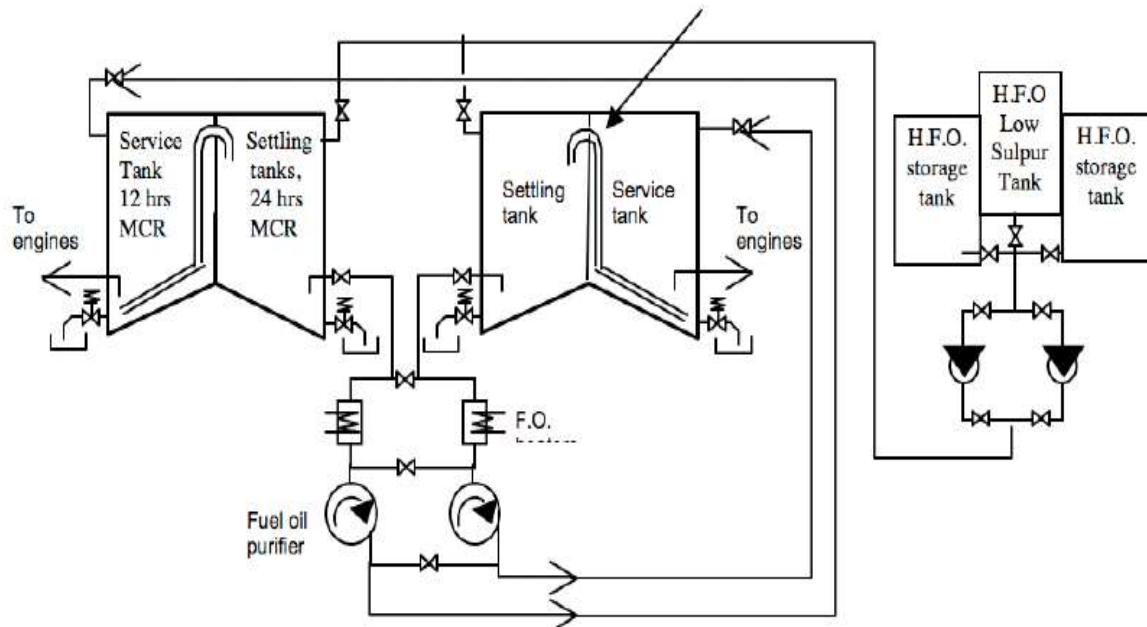 Service
Tank
12 hrs
MCR
Settling
tanks,
24 hrs
MCR
To
engines
Settling
tank
Service
tank
To
engines
H.F.O.
storage
tank
H.F.O
Low
Sulpur
Tank
H.F.O.
storage
tank
F.O.
Fuel oil
purifier